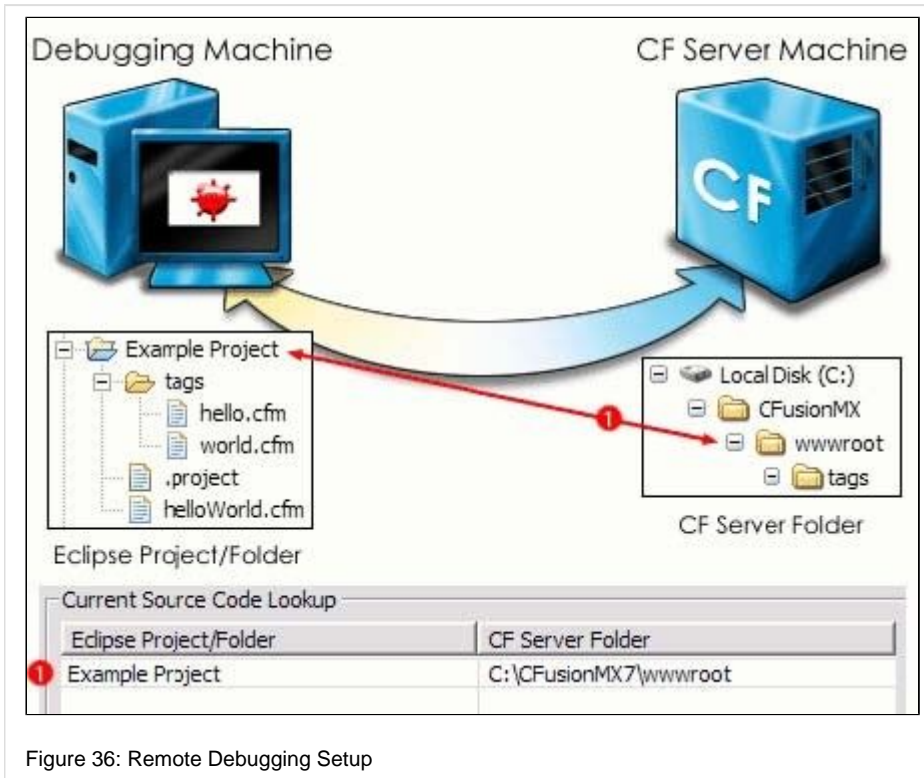 Debugging Machine
CF Server Machine
CF
Example Project
tags
hello.cfm
world.cfm
.project
helloWorld.cfm
Eclipse Project/Folder
1
Local Disk (C:)
CFusionMX
wwwroot
tags
CF Server Folder
Current Source Code Lookup
Eclipse Project/Folder CF Server Folder
1 Example Project C:\CFusionMX7\wwwroot
Figure 36: Remote Debugging Setup